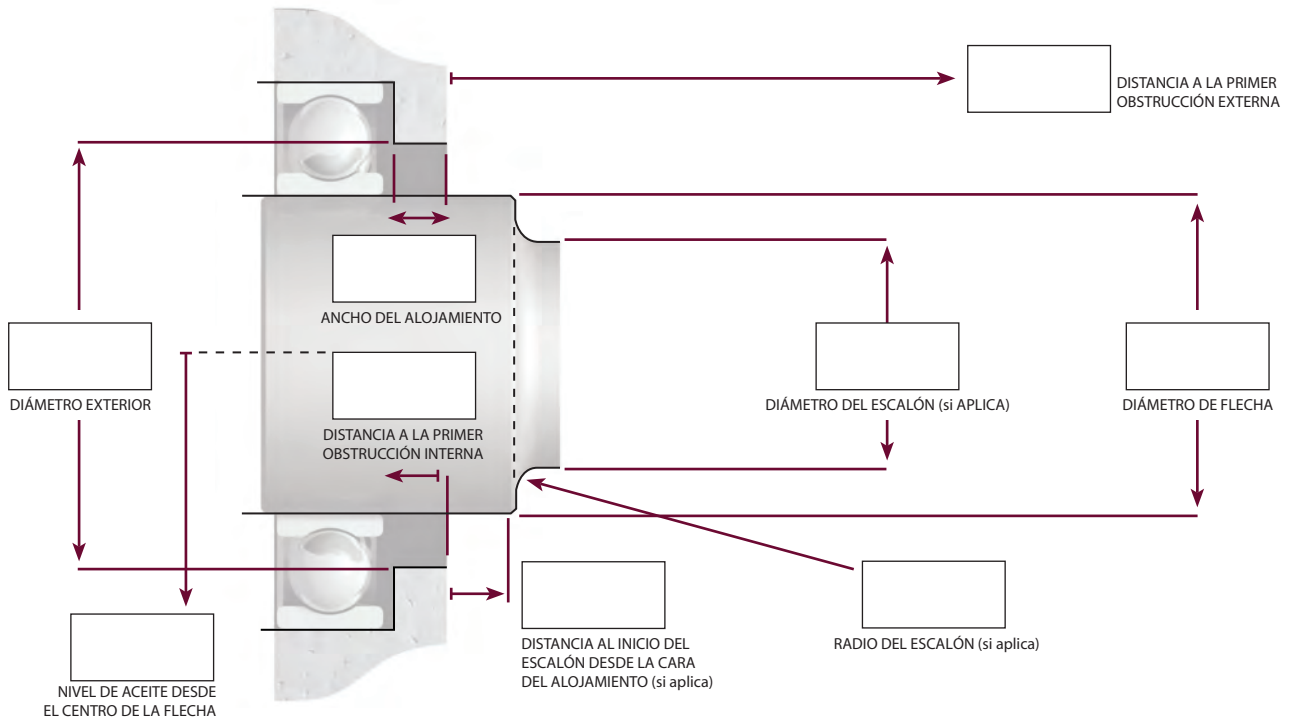 DISTANCIA A LA PRIMER
OBSTRUCCIÓN EXTERNA
ANCHO DEL ALOJAMIENTO
DIÁMETRO EXTERIOR
DISTANCIA A LA PRIMER
OBSTRUCCIÓN INTERNA
DIÁMETRO DEL ESCALÓN (si APLICA)
DIÁMETRO DE FLECHA
NIVEL DE ACEITE DESDE
EL CENTRO DE LA FLECHA
DISTANCIA AL INICIO DEL
ESCALÓN DESDE LA CARA
DEL ALOJAMIENTO (si aplica)
RADIO DEL ESCALÓN (si aplica)